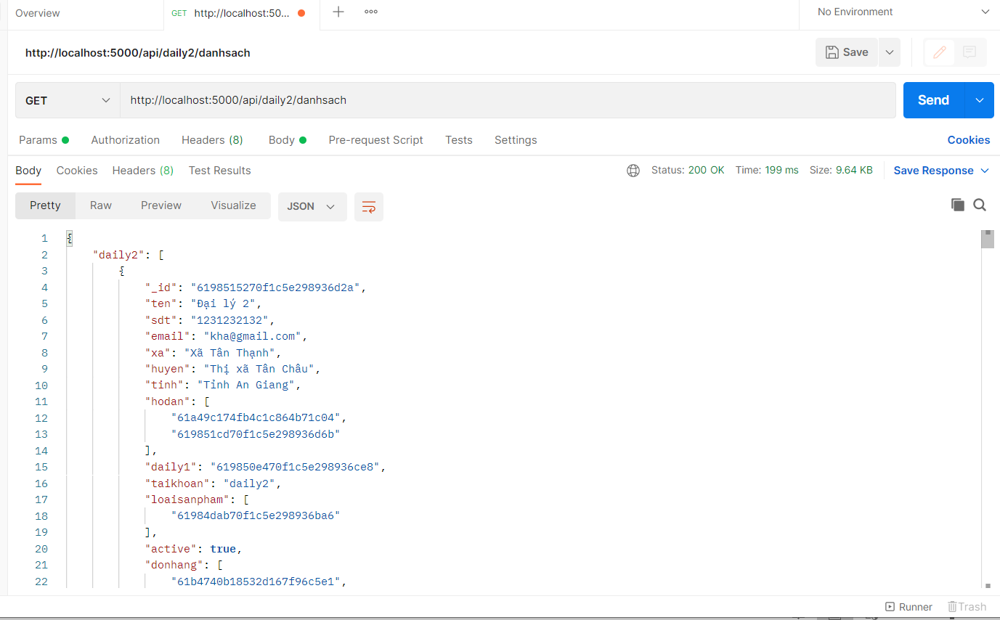 Overview
GET http://localhost:50...
No Environment
http://localhost:5000/api/daily2/danhsach
Save
GET http://localhost:5000/api/daily2/danhsach Send
Params Authorization Headers (8) Body Pre-request Script Tests Settings Cookies
Body Cookies Headers (8) Test Results Status: 200 OK Time: 199 ms Size: 9.64 KB Save Response
Pretty Raw Preview Visualize JSON
1 {
2 "daily2": [
3 {
4 "_id": "6198515270f1c5e298936d2a",
5 "ten": "Đại lý 2",
6 "sdt": "1231232132",
7 "email": "kha@gmail.com",
8 "xa": "Xã Tân Thạnh",
9 "huyen": "Thị xã Tân Châu",
10 "tinh": "Tỉnh An Giang",
11 "hodan": [
12 "61a49c174fb4c1c864b71c04",
13 "619851cd70f1c5e298936d6b"
14 ],
15 "daily1": "619850e470f1c5e298936ce8",
16 "taikhoan": "daily2",
17 "loaisanpham": [
18 "61984dab70f1c5e298936ba6"
19 ],
20 "active": true,
21 "donhang": [
22 "61b4740b18532d167f96c5e1",
Runner Trash